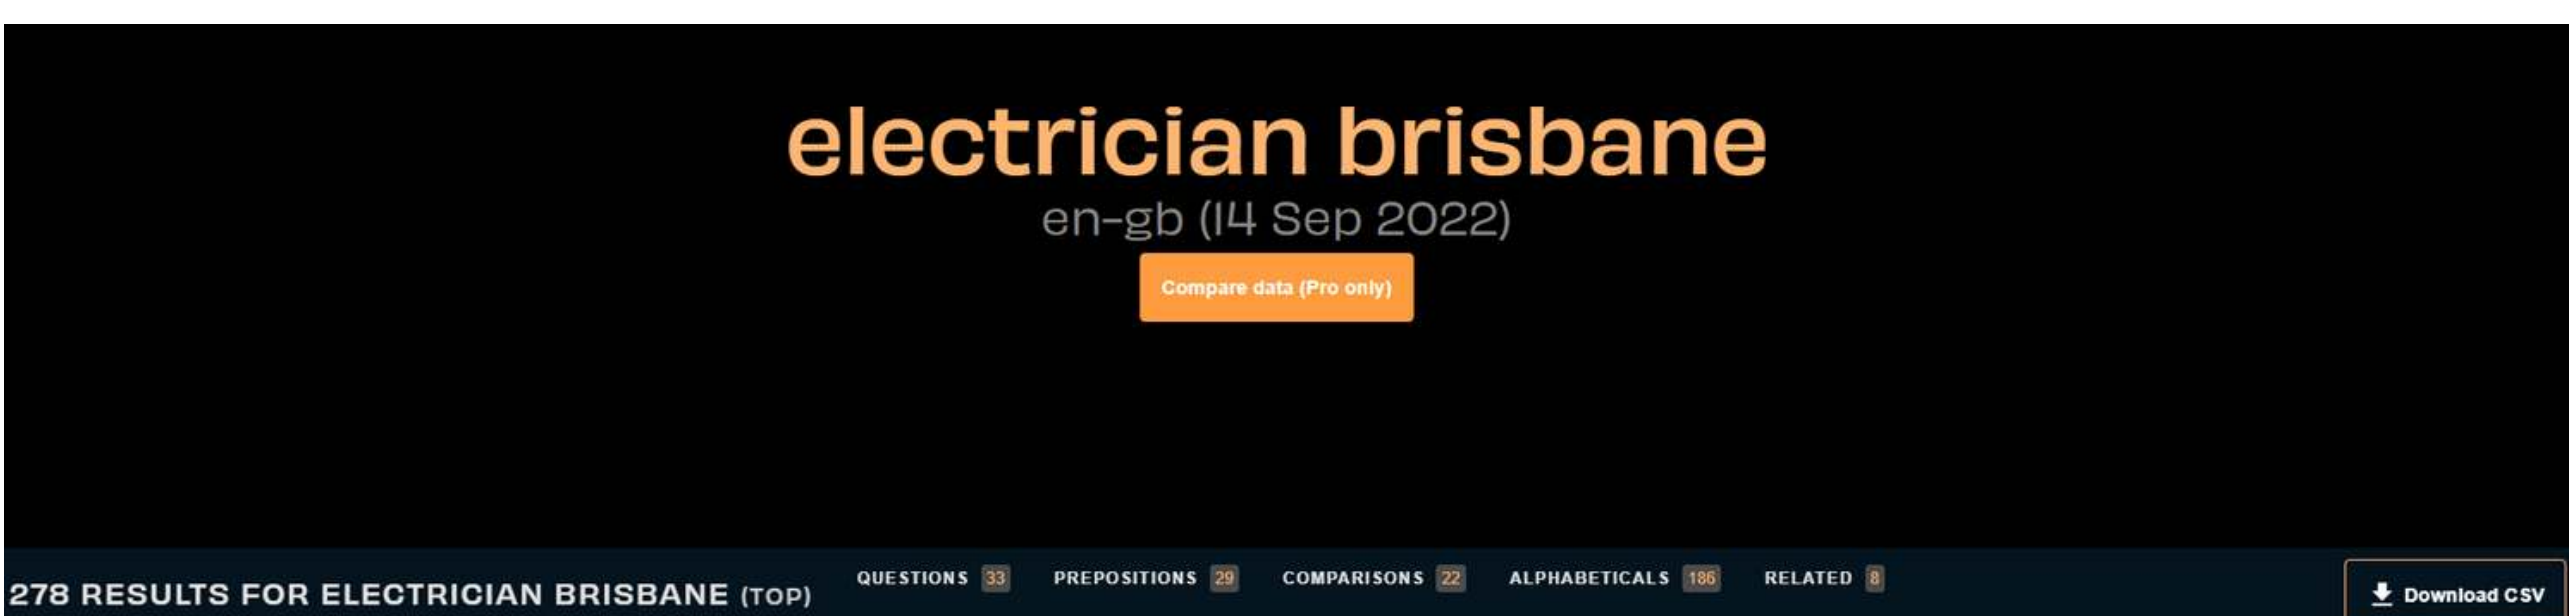 electrician brisbane
en-gb (14 Sep 2022)
Compare data (Pro only)
278 RESULTS FOR ELECTRICIAN BRISBANE (TOP) QUESTIONS 33 PREPOSITIONS 29 COMPARISONS 22 ALPHABETICALS 186 RELATED 8 Download CSV